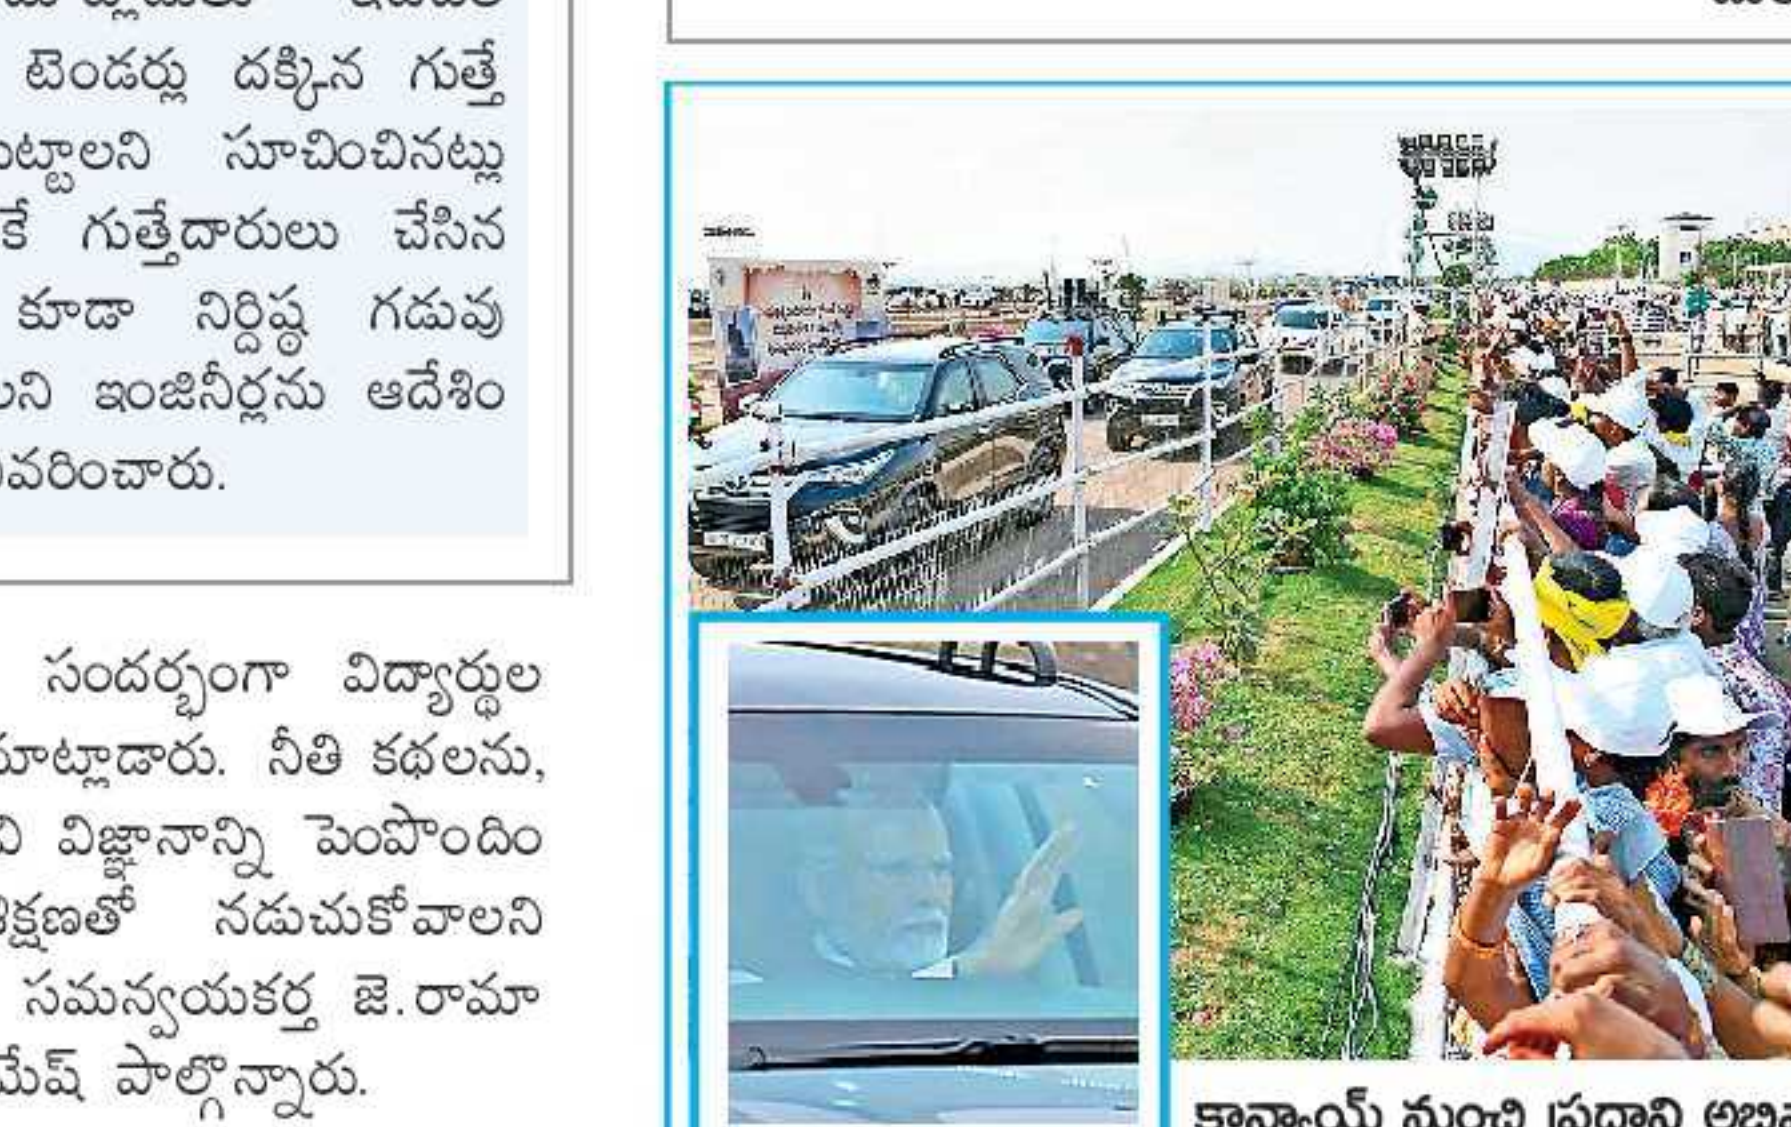 టెండర్లు దక్కిన గుత్తే
సూచించినట్లు
కే గుత్తేదారులు చేసిన
కూడా నిర్దిష్ఠ గడువు
లని ఇంజినీర్లను ఆదేశిం
వరించారు.
సందర్భంగా విద్యార్థుల
మాట్లాడారు. నీతి కథలను,
విజ్ఞానాన్ని పెంపొందిం
క్షణతో నడుచుకోవాలని
సమన్వయకర్త జె.రామా
మేష్ పాల్గొన్నారు.
కాన్వాయ్ నుంచి ప్రధాని